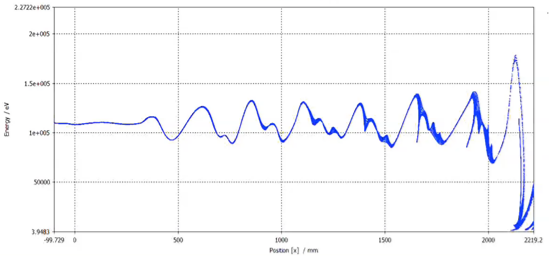 2.2722e+005
2e+005
1.5e+005
1e+005
50000
1.9483
Energy / eV
-99.729
0
500
1000
1500
2000
2219.2
Position [x] / mm